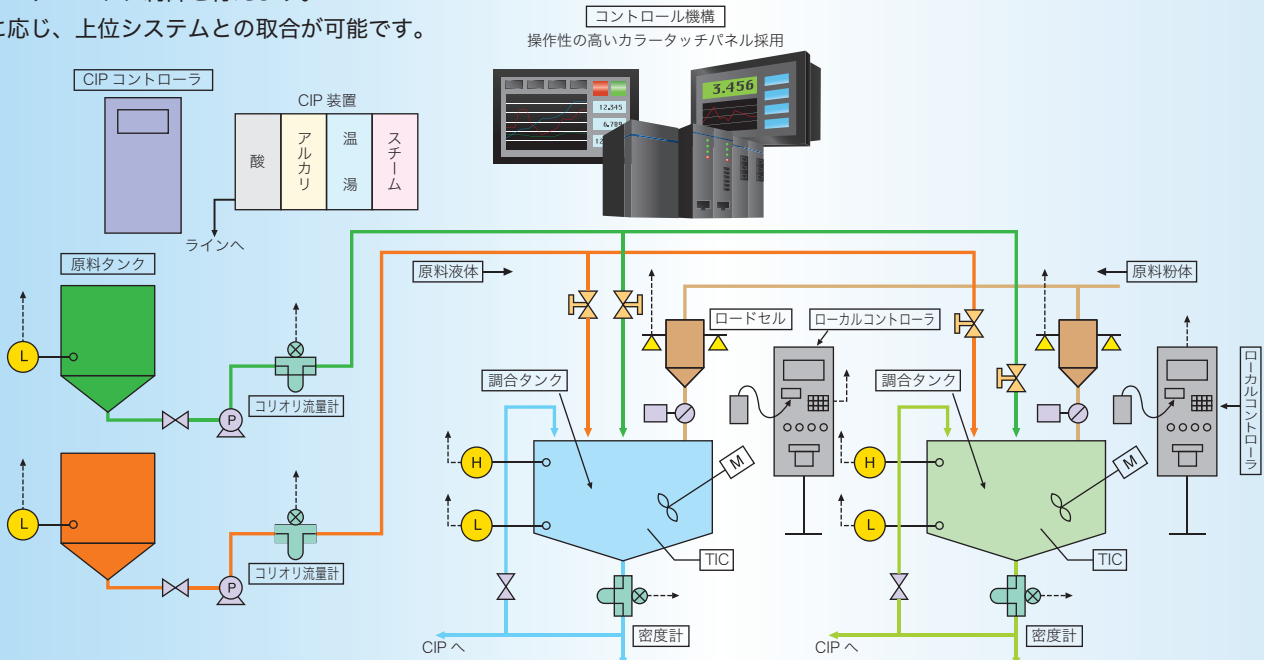 に応じ、上位システムとの取合が可能です。
コントロール機構
操作性の高いカラータッチパネル採用
CIP コントローラ
CIP 装置
酸
アルカリ
温湯
スチーム
ラインへ
3.456
12.345
6.789
原料タンク
原料液体
原料粉体
ロードセル
ローカルコントローラ
ローカルコントローラ
L
P
コリオリ流量計
調合タンク
調合タンク
H
L
M
TIC
H
L
M
TIC
L
P
コリオリ流量計
密度計
密度計
CIP へ
CIP へ